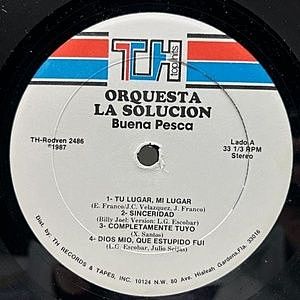 TH
top hits
ORQUESTA
LA SOLUCION
Buena Pesca
TH-Rodven 2486
©1987
Lado A
33 1/3 RPM
Stereo
1- TU LUGAR, MI LUGAR
E. Franco/J.C. Velazquez, J. Franco)
2- SINCERIDAD
(Billy Joel: Version: L.G. Escobar)
3- COMPLETAMENTE TUYO
(X. Santos)
4- DIOS MIO, QUE ESTUPIDO FUI
(L.G. Escobar, Julio Seijas)
Dist. by: TH RECORDS & TAPES, INC. 10124 N.W. 80 Ave. Hialeah Gardens, Fla. 33016